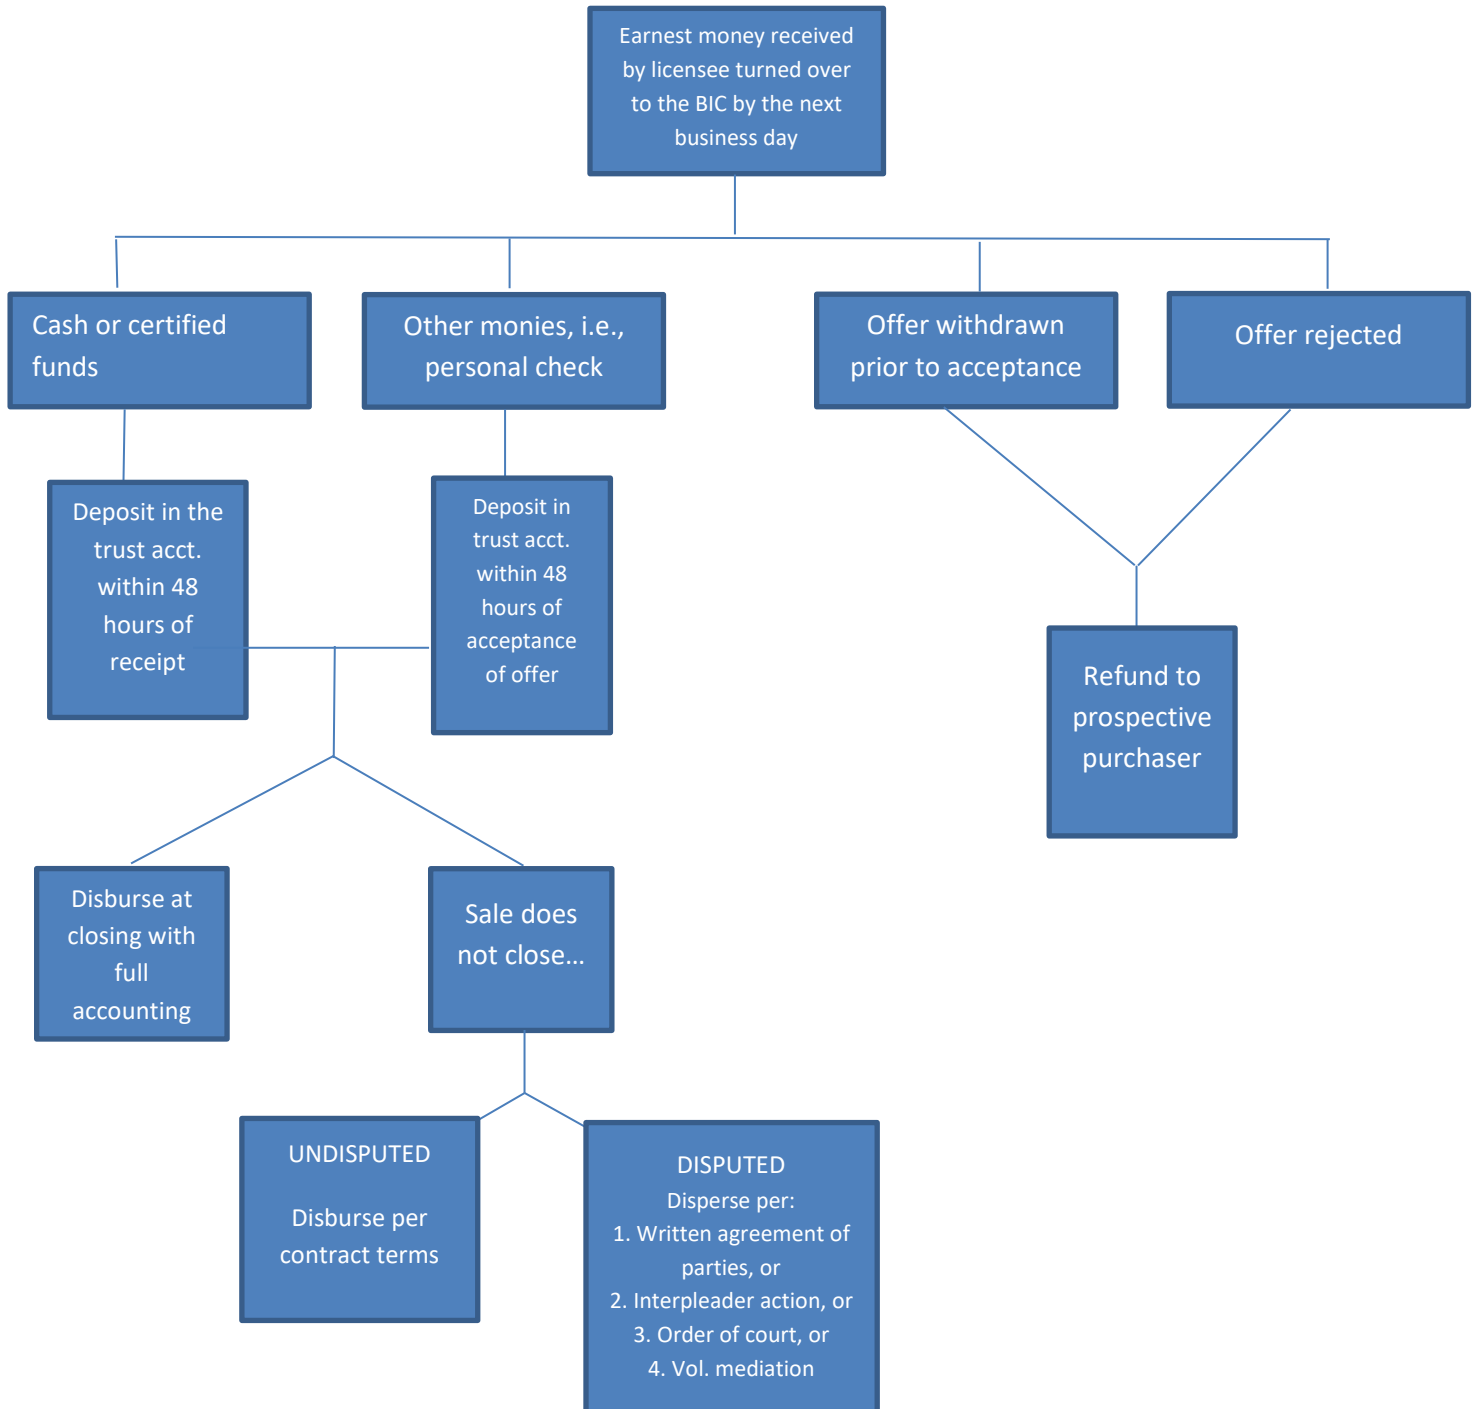 Earnest money received
by licensee turned over
to the BIC by the next
business day
Cash or certified
funds
Other monies, i.e.,
personal check
Offer withdrawn
prior to acceptance
Offer rejected
Deposit in the
trust acct.
within 48
hours of
receipt
Deposit in
trust acct.
within 48
hours of
acceptance
of offer
Refund to
prospective
purchaser
Disburse at
closing with
full
accounting
Sale does
not close…
UNDISPUTED
Disburse per
contract terms
DISPUTED
Disperse per:
1. Written agreement of
parties, or
2. Interpleader action, or
3. Order of court, or
4. Vol. mediation